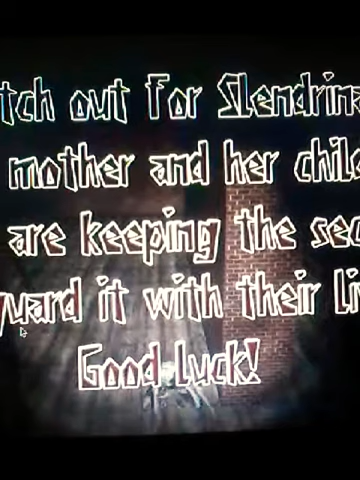 tch out for Slendrina
mother and her chil
are keeping the sec
guard it with their li
Good Luck!